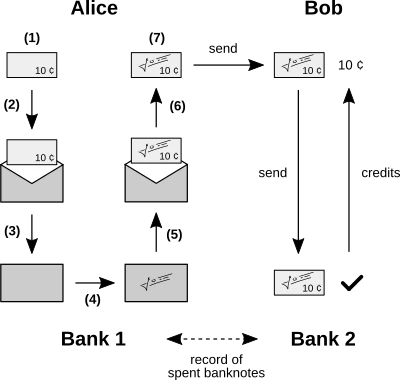 Alice
Bob
(1)
10 ¢
(2)
10 ¢
(3)
(4)
(5)
10 ¢
(6)
(7)
10 ¢
send
10 ¢
10 ¢
send
credits
10 ¢
Bank 1
Bank 2
record of
spent banknotes